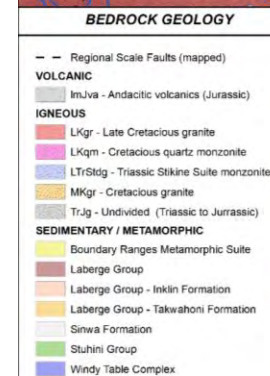 BEDROCK GEOLOGY
Regional Scale Faults (mapped)
VOLCANIC
lmJva - Andacitic volcanics (Jurassic)
IGNEOUS
LKgr - Late Cretacious granite
LKqm - Cretacious quartz monzonite
LTrStdg - Triassic Stikine Suite monzonite
MKgr - Cretacious granite
TrJg - Undivided (Triassic to Jurrassic)
SEDIMENTARY / METAMORPHIC
Boundary Ranges Metamorphic Suite
Laberge Group
Laberge Group - Inklin Formation
Laberge Group - Takwahoni Formation
Sinwa Formation
Stuhini Group
Windy Table Complex